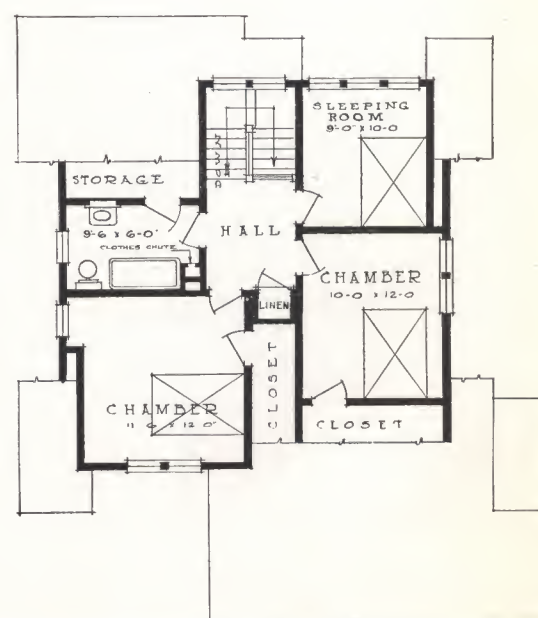 SLEEPING
ROOM
9'-0" x 10-0
DOWN
STORAGE
9-6 x 6-0"
CLOTHES CHUTE
HALL
CHAMBER
10-0 x 12-0
LINEN
CLOSET
CHAMBER
11-6 x 12 0"
CLOSET